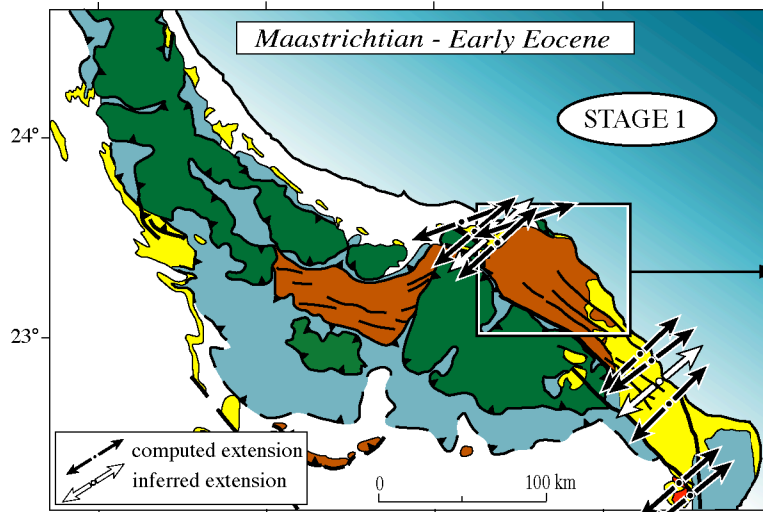 Maastrichtian - Early Eocene
STAGE 1
24°
23°
computed extension
inferred extension
0
100 km